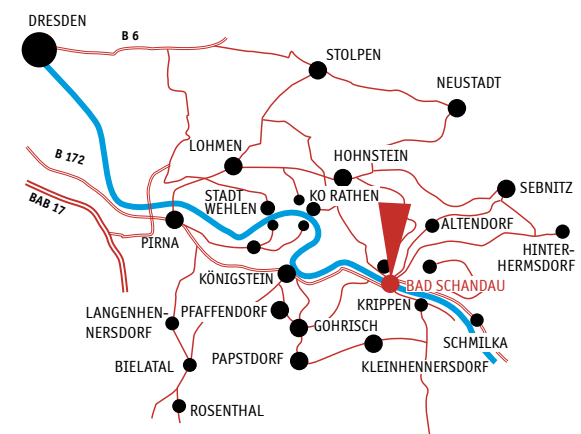 DRESDEN
B 6
STOLPEN
NEUSTADT
B 172
LOHMEN
HOHNSTEIN
BAB 17
STADT
WEHLEN
KO RATHEN
SEBNITZ
ALTENDORF
PIRNA
HINTER-
HERMSDORF
KÖNIGSTEIN
BAD SCHANDAU
LANGENHEN-
NERSDORF
PFAFFENDORF
KRIPPEN
GOHRISCH
SCHMILKA
BIELATAL
PAPSTDORF
KLEINHENNERSDORF
ROSENTHAL